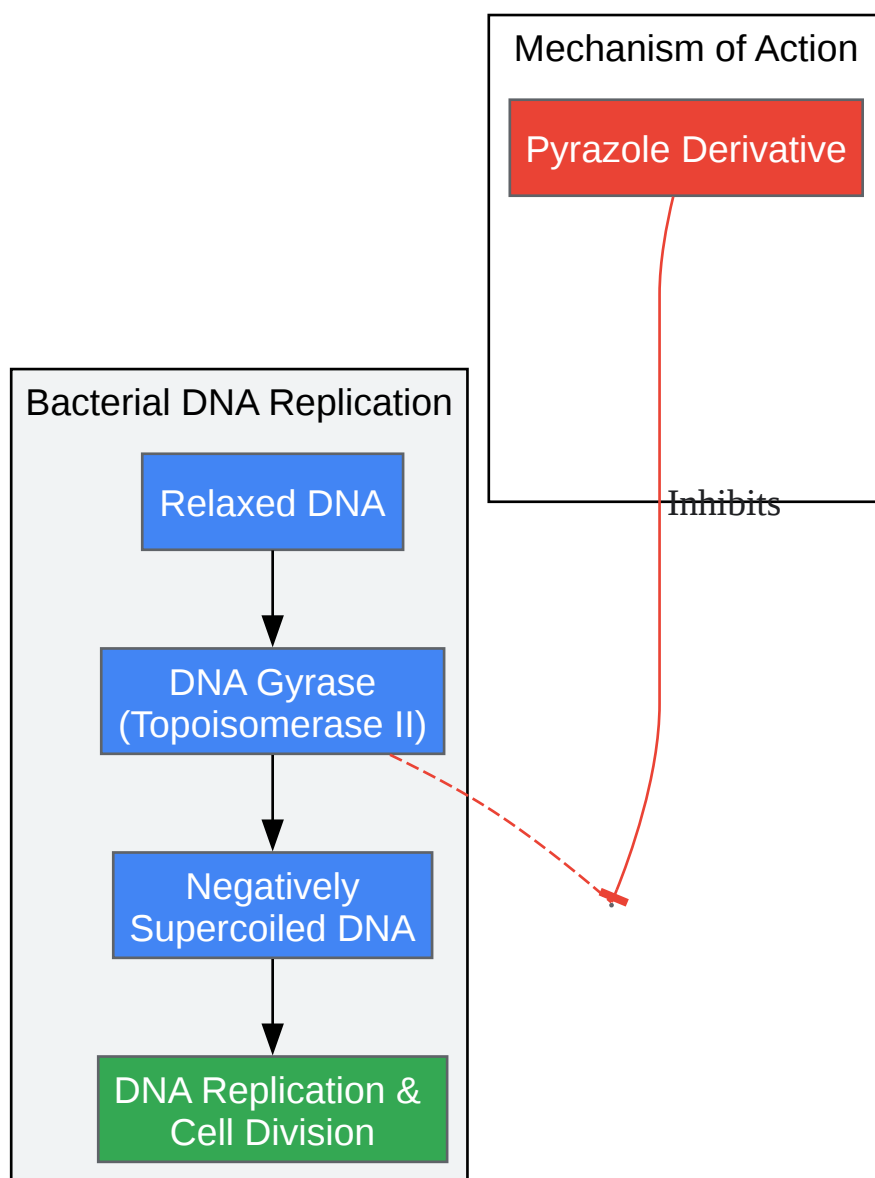 Mechanism of Action
Pyrazole Derivative
Inhibits
Bacterial DNA Replication
Relaxed DNA
DNA Gyrase
(Topoisomerase II)
Negatively
Supercoiled DNA
DNA Replication &
Cell Division